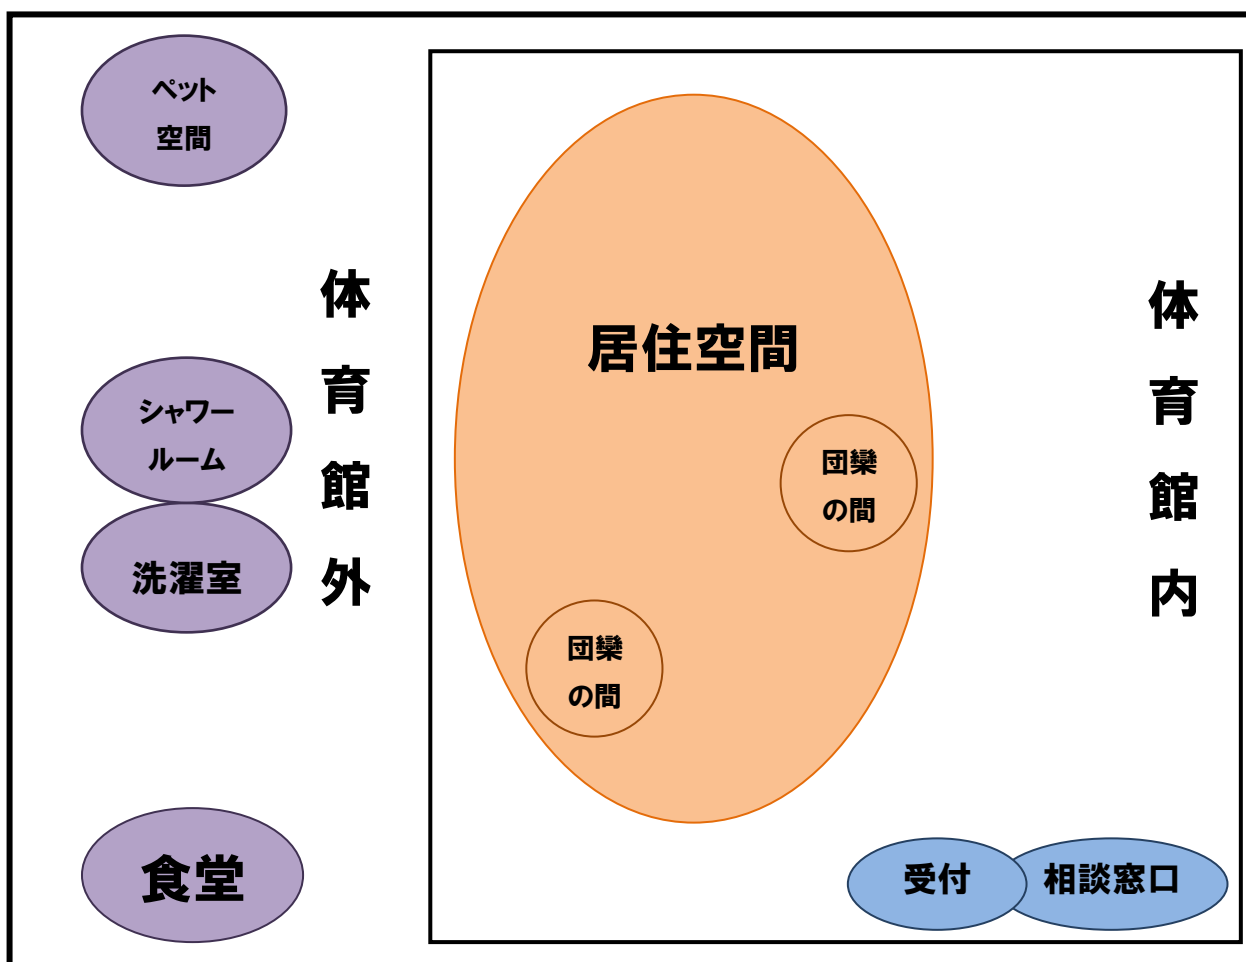 ペット
空間
体育館外
シャワー
ルーム
洗濯室
食堂
居住空間
団欒
の間
団欒
の間
体育館内
受付
相談窓口